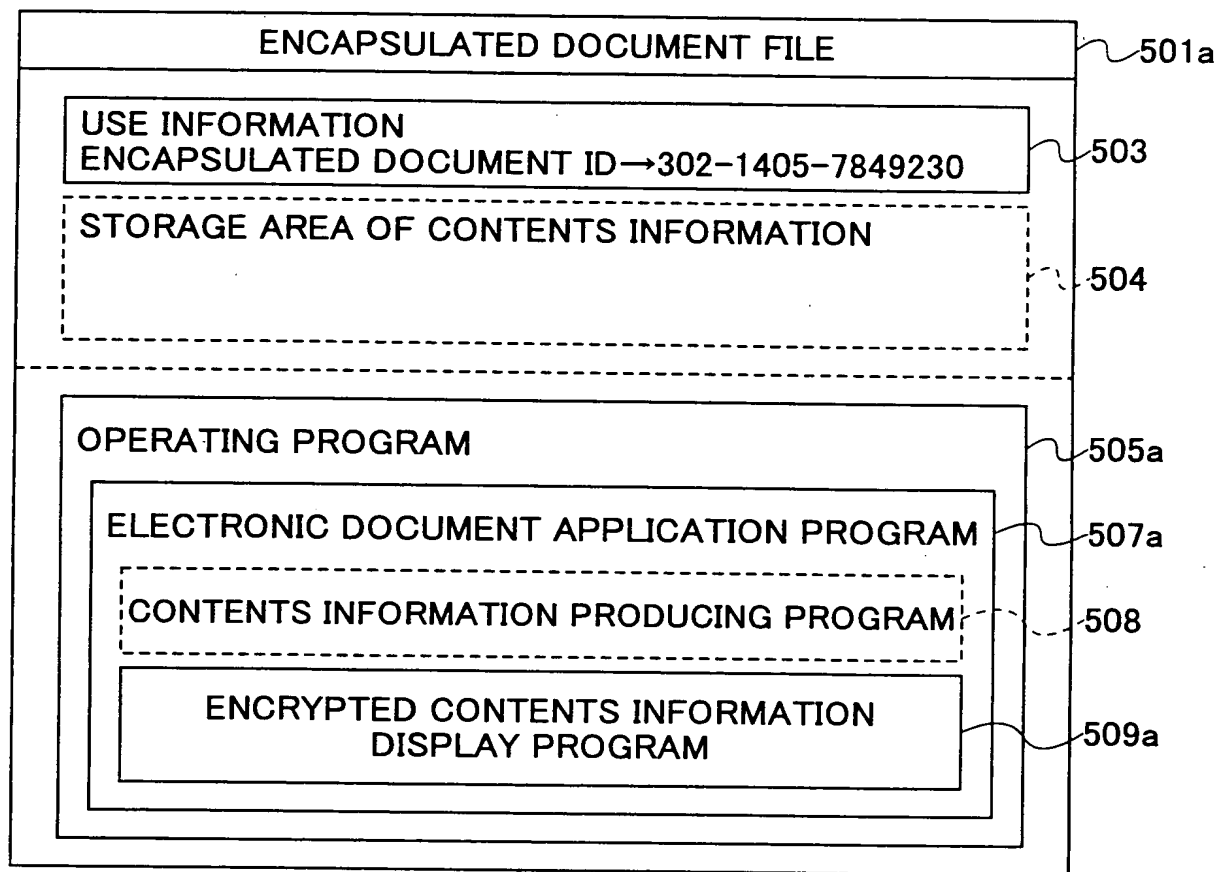 ENCAPSULATED DOCUMENT FILE
501a
USE INFORMATION
ENCAPSULATED DOCUMENT ID→302-1405-7849230
503
STORAGE AREA OF CONTENTS INFORMATION
504
OPERATING PROGRAM
505a
ELECTRONIC DOCUMENT APPLICATION PROGRAM
507a
CONTENTS INFORMATION PRODUCING PROGRAM
508
ENCRYPTED CONTENTS INFORMATION
DISPLAY PROGRAM
509a